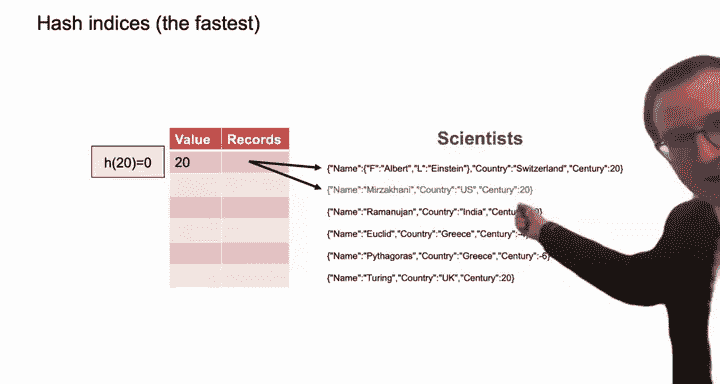 Hash indices (the fastest)
Value Records
Scientists
h(20)=0
20
{"Name":{"F":"Albert","L":"Einstein"},"Country":"Switzerland","Century":20}
{"Name":"Mirzakhani","Country":"US","Century":20}
{"Name":"Ramanujan","Country":"India","Century":
{"Name":"Euclid","Country":"Greece","Century":
{"Name":"Pythagoras","Country":"Greece","Century":-6}
{"Name":"Turing","Country":"UK","Century":20}